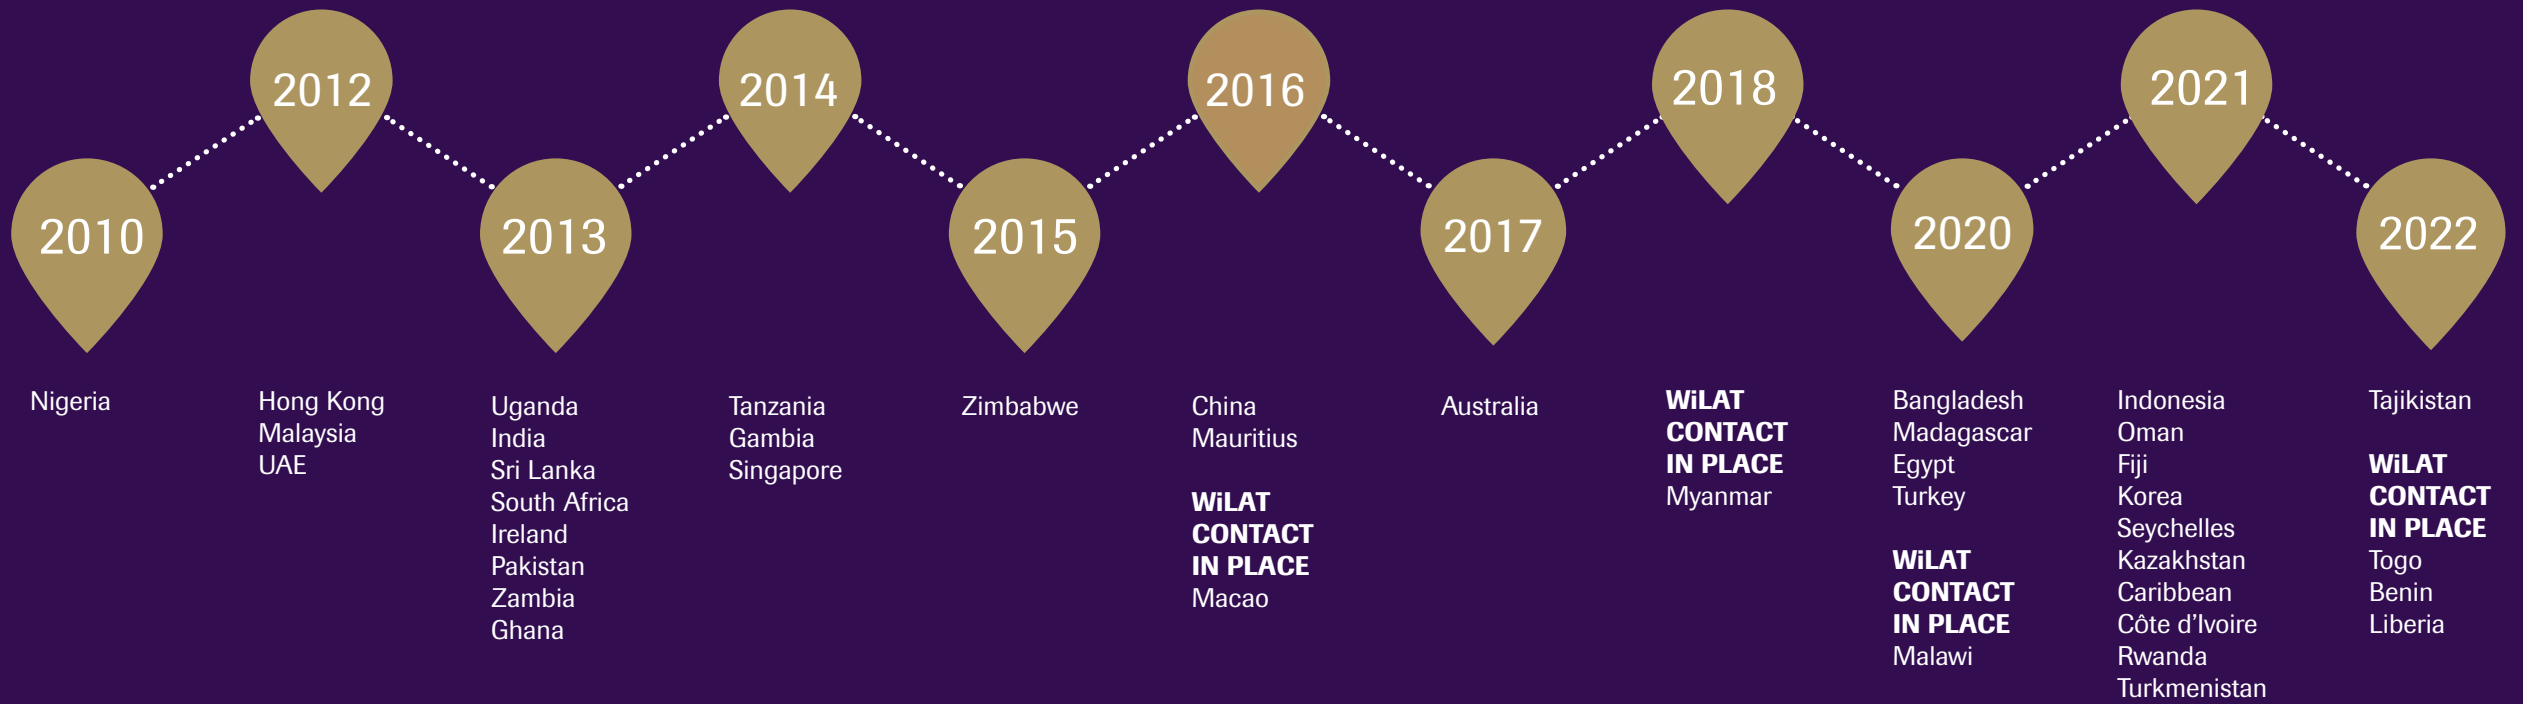 2010
Nigeria
2012
Hong Kong
Malaysia
UAE
2013
Uganda
India
Sri Lanka
South Africa
Ireland
Pakistan
Zambia
Ghana
2014
Tanzania
Gambia
Singapore
2015
Zimbabwe
2016
China
Mauritius
WiLAT
CONTACT
IN PLACE
Macao
2017
Australia
2018
WiLAT
CONTACT
IN PLACE
Myanmar
2020
Bangladesh
Madagascar
Egypt
Turkey
WiLAT
CONTACT
IN PLACE
Malawi
2021
Indonesia
Oman
Fiji
Korea
Seychelles
Kazakhstan
Caribbean
Côte d’Ivoire
Rwanda
Turkmenistan
2022
Tajikistan
WiLAT
CONTACT
IN PLACE
Togo
Benin
Liberia